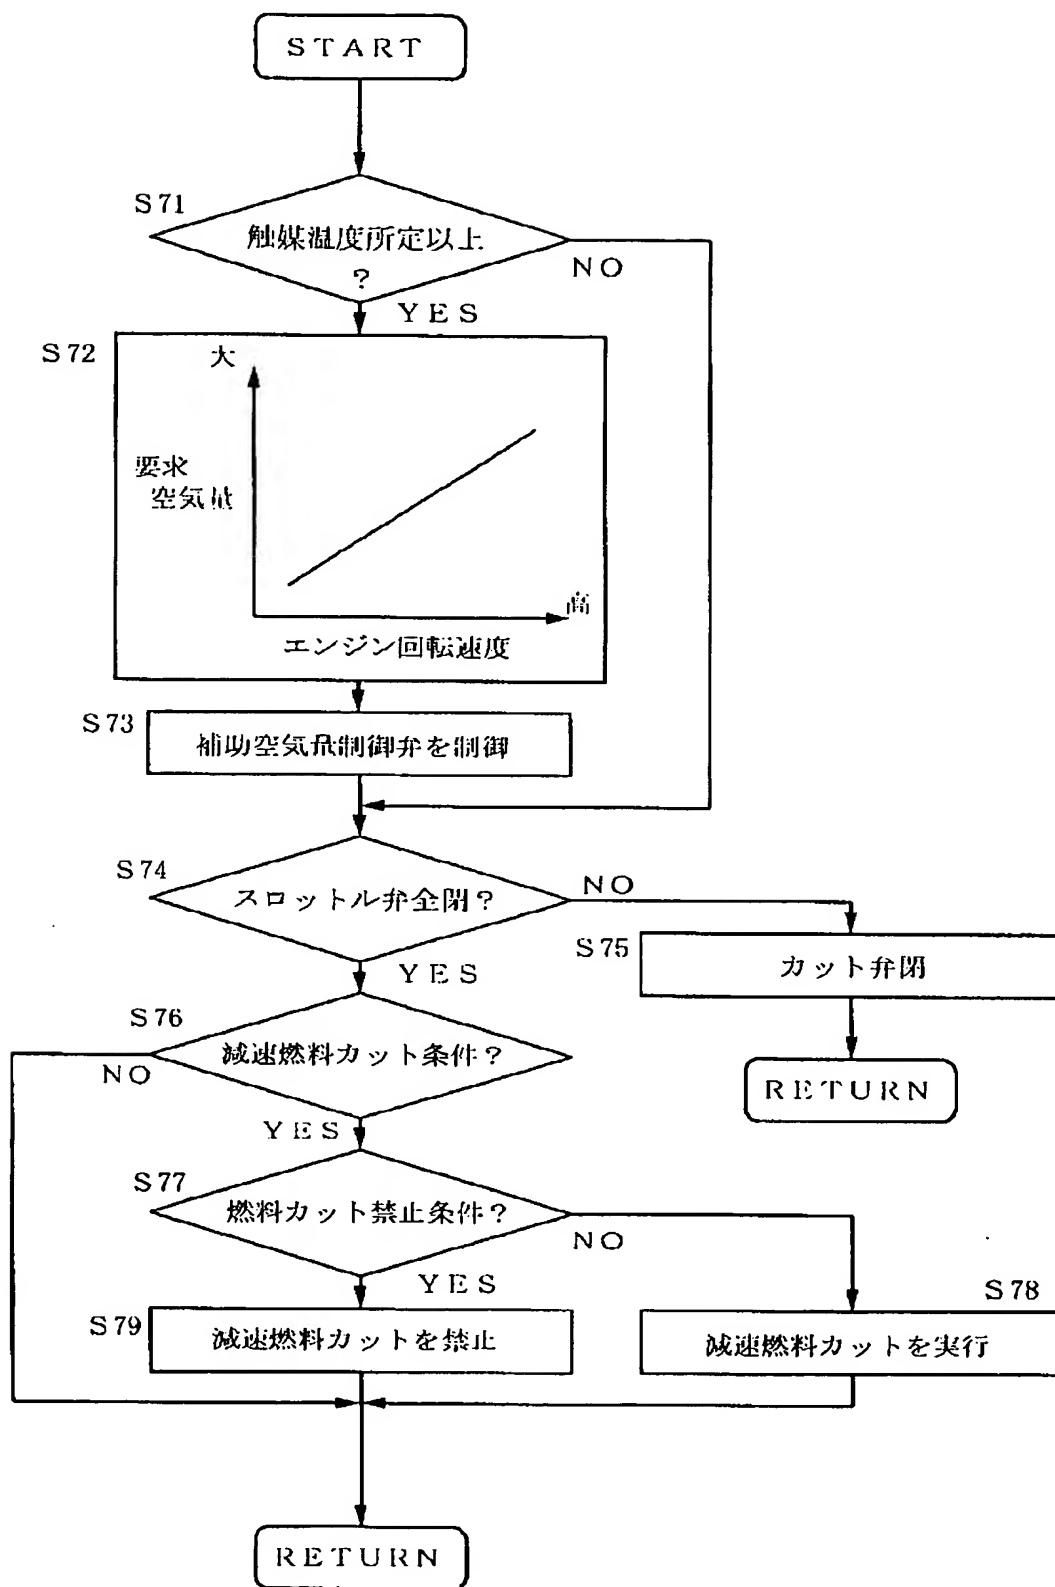 START
S71
触媒温度所定以上
?
NO
YES
S72
大
要求
空気量
高
エンジン回転速度
S73
補助空気量制御弁を制御
S74
スロットル弁全閉?
NO
YES
S75
カット弁閉
RETURN
S76
減速燃料カット条件?
NO
YES
S77
燃料カット禁止条件?
NO
YES
S78
減速燃料カットを実行
S79
減速燃料カットを禁止
RETURN